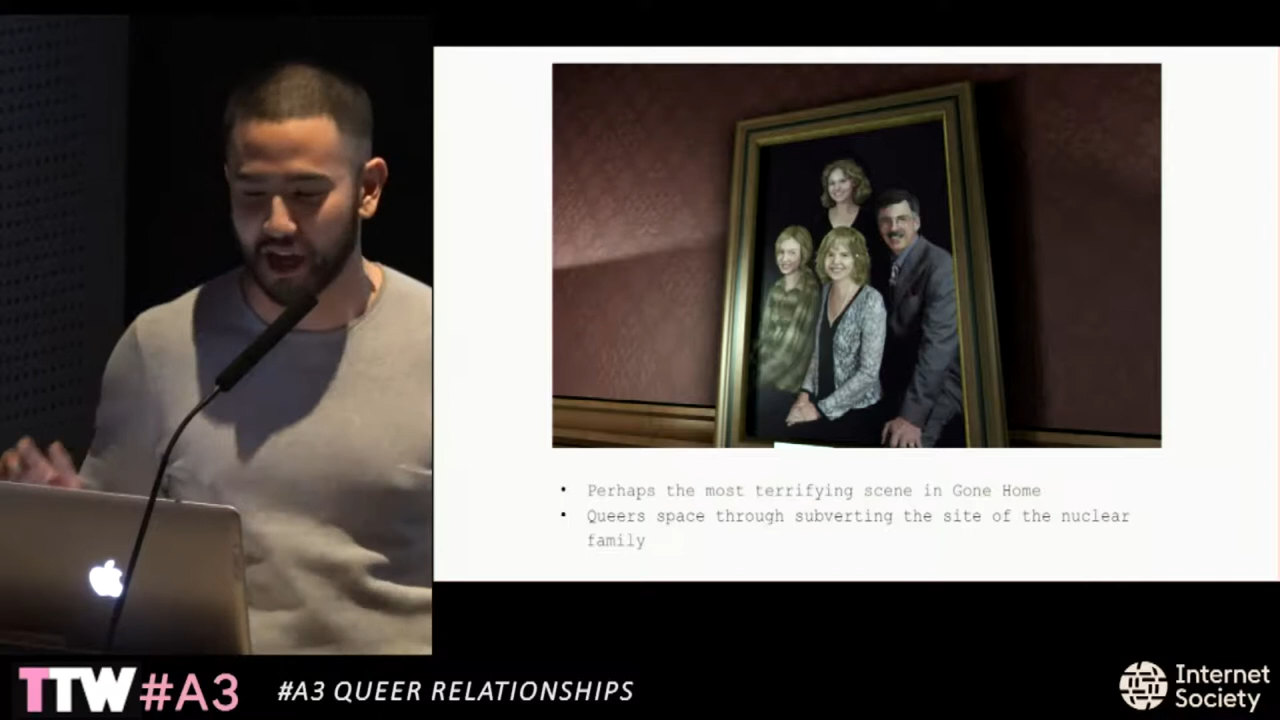 • Perhaps the most terrifying scene in Gone Home
• Queers space through subverting the site of the nuclear
family
TTW #A3
#A3 QUEER RELATIONSHIPS
Internet
Society